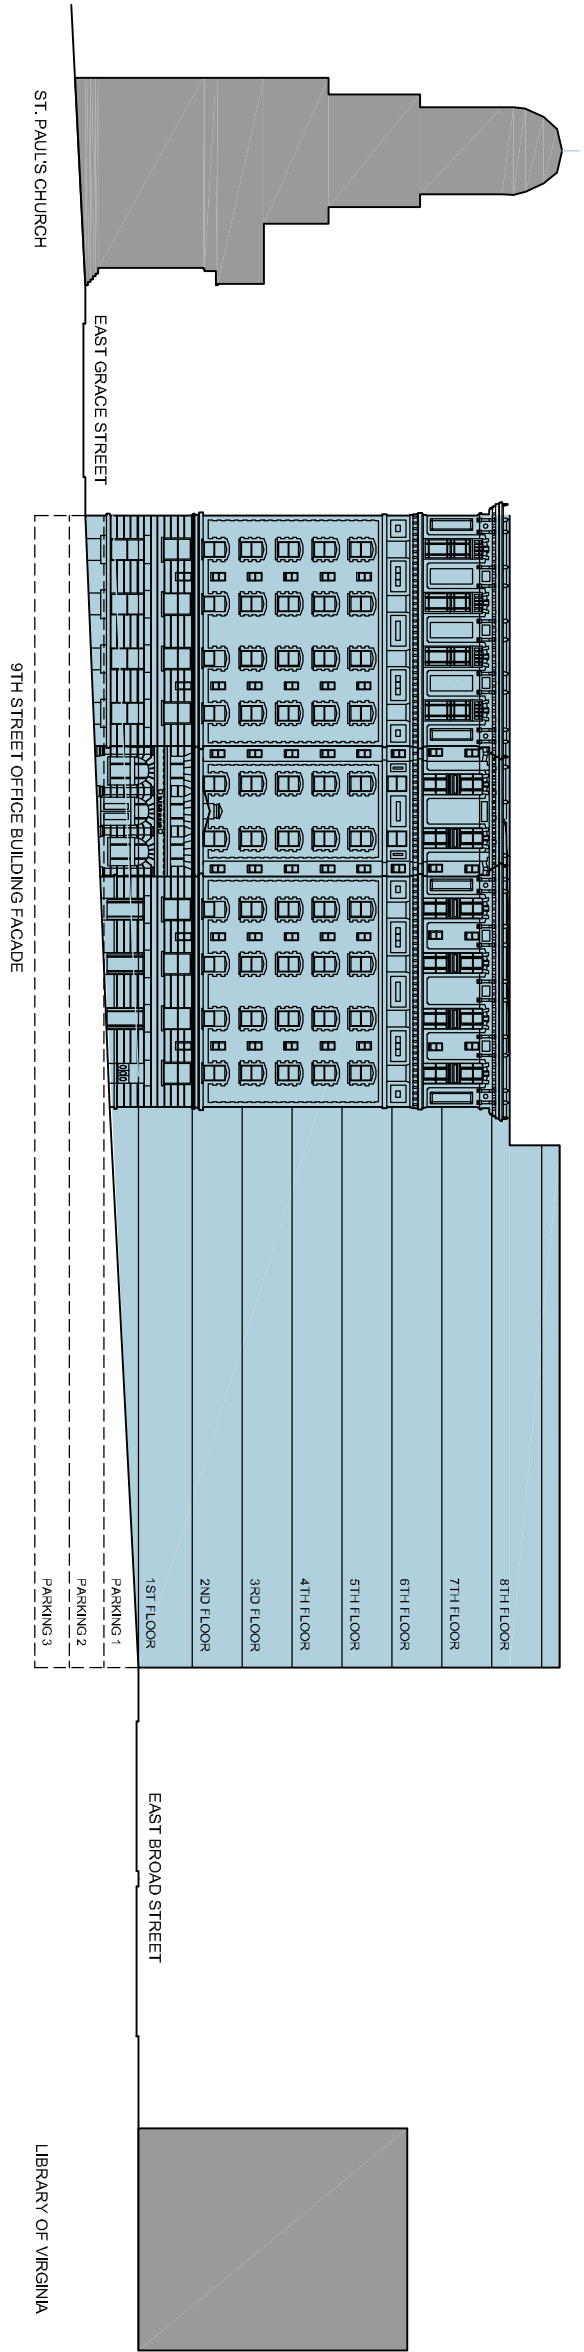 ST. PAUL'S CHURCH
EAST GRACE STREET
9TH STREET OFFICE BUILDING FACADE
8TH FLOOR
7TH FLOOR
6TH FLOOR
5TH FLOOR
4TH FLOOR
3RD FLOOR
2ND FLOOR
1ST FLOOR
PARKING 1
PARKING 2
PARKING 3
EAST BROAD STREET
LIBRARY OF VIRGINIA